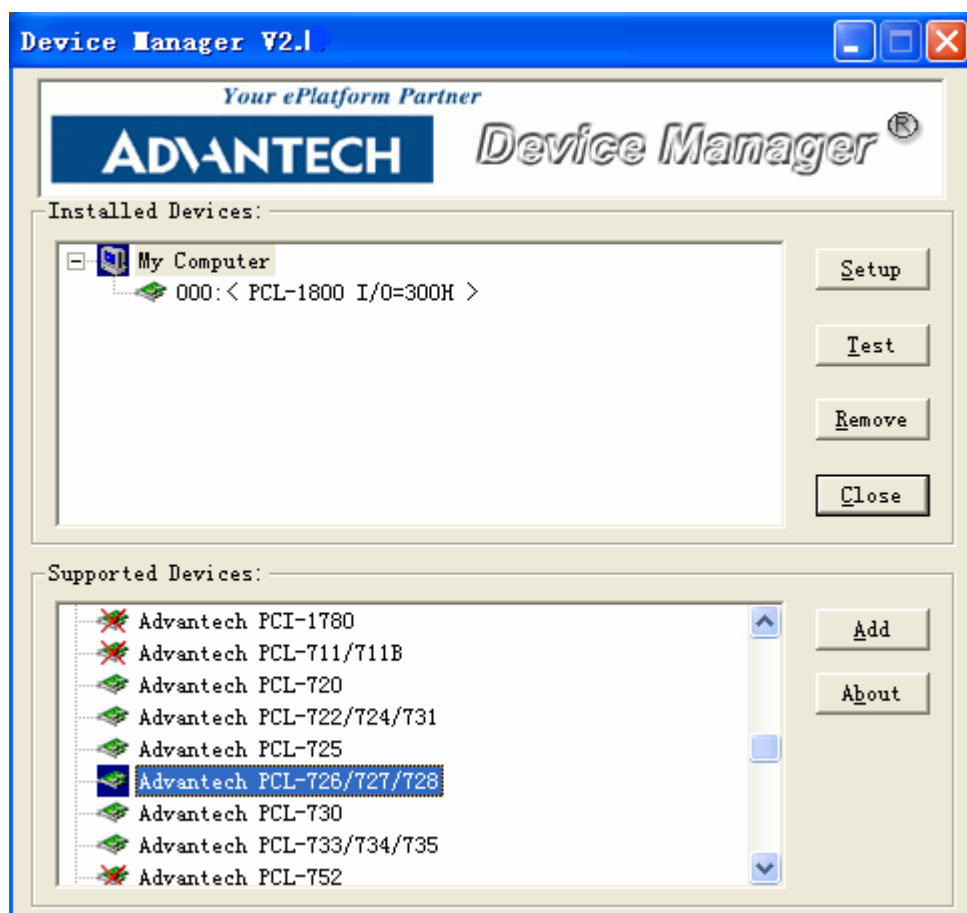 Device Manager V2.
Your ePlatform Partner
ADVANTECH Device Manager ®
Installed Devices:
My Computer
000:< PCL-1800 I/O=300H >
Setup
Test
Remove
Close
Supported Devices:
Advantech PCI-1780
Advantech PCL-711/711B
Advantech PCL-720
Advantech PCL-722/724/731
Advantech PCL-725
Advantech PCL-726/727/728
Advantech PCL-730
Advantech PCL-733/734/735
Advantech PCL-752
Add
About